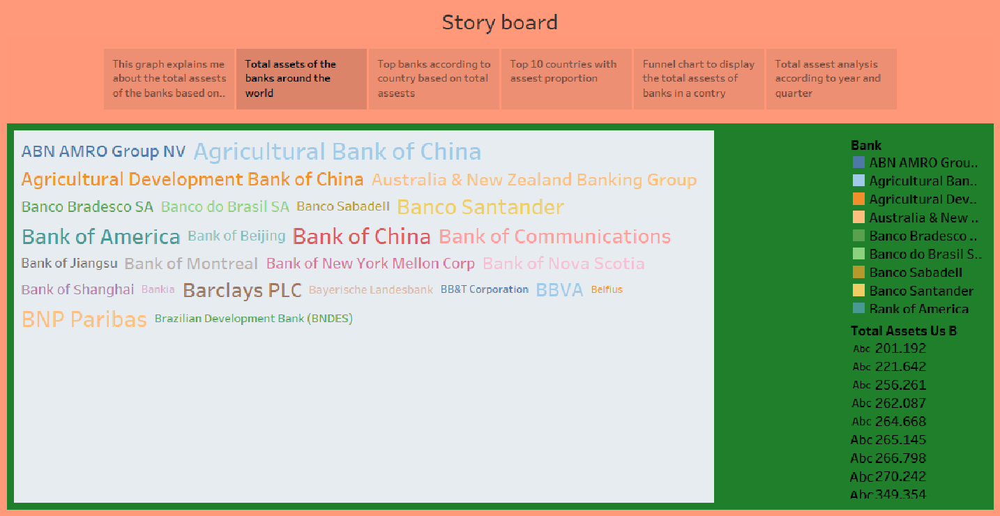 Story board
This graph explains me
about the total assests
of the banks based on..
Total assets of the
banks around the
world
Top banks according to
country based on total
assests
Top 10 countries with
assest proportion
Funnel chart to display
the total assests of
banks in a contry
Total assest analysis
according to year and
quarter
ABN AMRO Group NV Agricultural Bank of China
Agricultural Development Bank of China Australia & New Zealand Banking Group
Banco Bradesco SA Banco do Brasil SA Banco Sabadell Banco Santander
Bank of America Bank of Beijing Bank of China Bank of Communications
Bank of Jiangsu Bank of Montreal Bank of New York Mellon Corp Bank of Nova Scotia
Bank of Shanghai Bankia Barclays PLC Bayerische Landesbank BB&T Corporation BBVA Belfius
BNP Paribas Brazilian Development Bank (BNDES)
Bank
ABN AMRO Grou..
Agricultural Ban..
Agricultural Dev..
Australia & New ..
Banco Bradesco ..
Banco do Brasil S..
Banco Sabadell
Banco Santander
Bank of America
Total Assets Us B
Abc 201.192
Abc 221.642
Abc 256.261
Abc 262.087
Abc 264.668
Abc 265.145
Abc 266.798
Abc 270.242
Abc 349.354